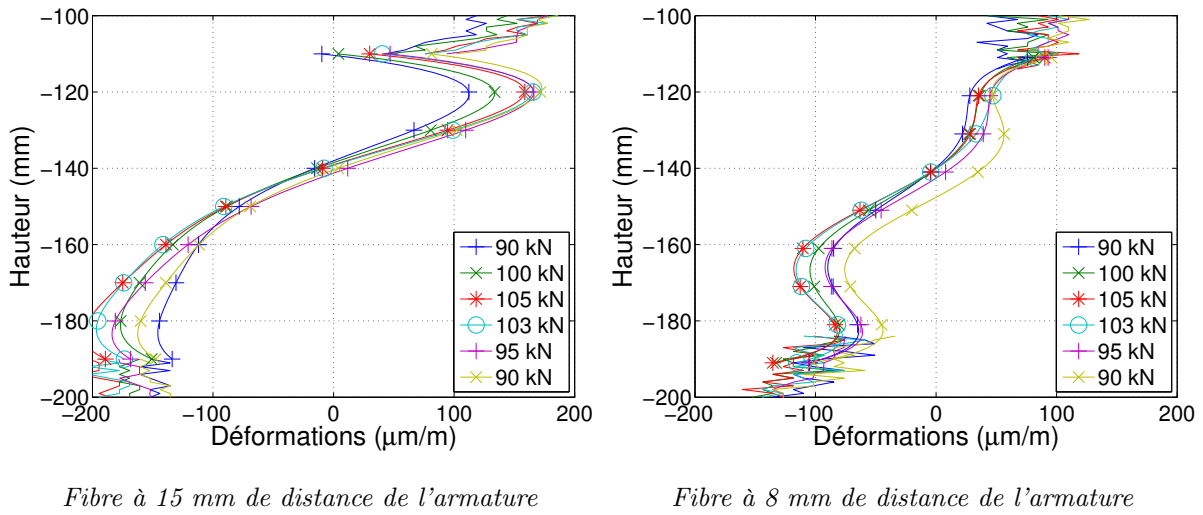 −100
−120
−140
−160
−180
−200
−200
−100
0
100
200
Hauteur (mm)
Déformations (μm/m)
90 kN
100 kN
105 kN
103 kN
95 kN
90 kN
Fibre à 15 mm de distance de l'armature
−100
−120
−140
−160
−180
−200
−200
−100
0
100
200
Hauteur (mm)
Déformations (μm/m)
90 kN
100 kN
105 kN
103 kN
95 kN
90 kN
Fibre à 8 mm de distance de l'armature